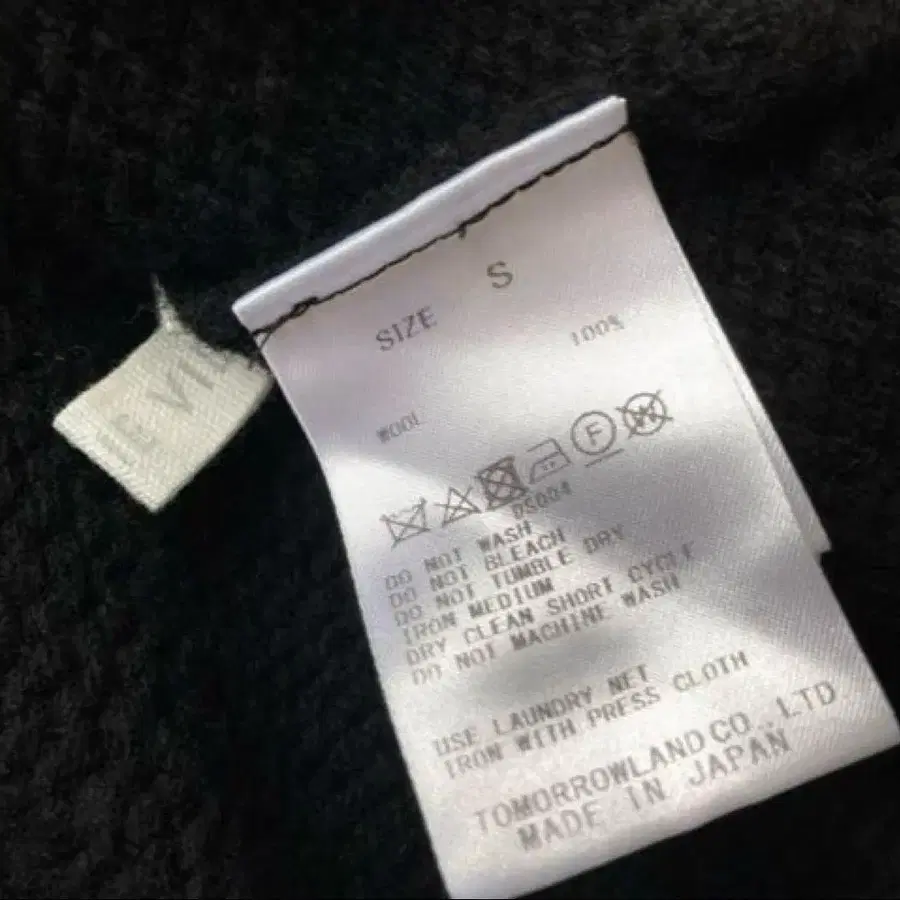 SIZE S
100%
WOOL
F W
DS004
DO NOT WASH
DO NOT BLEACH
DO NOT TUMBLE DRY
IRON MEDIUM
DRY CLEAN SHORT CYCLE
DO NOT MACHINE WASH
USE LAUNDRY NET
IRON WITH PRESS CLOTH
TOMORROWLAND CO., LTD
MADE IN JAPAN